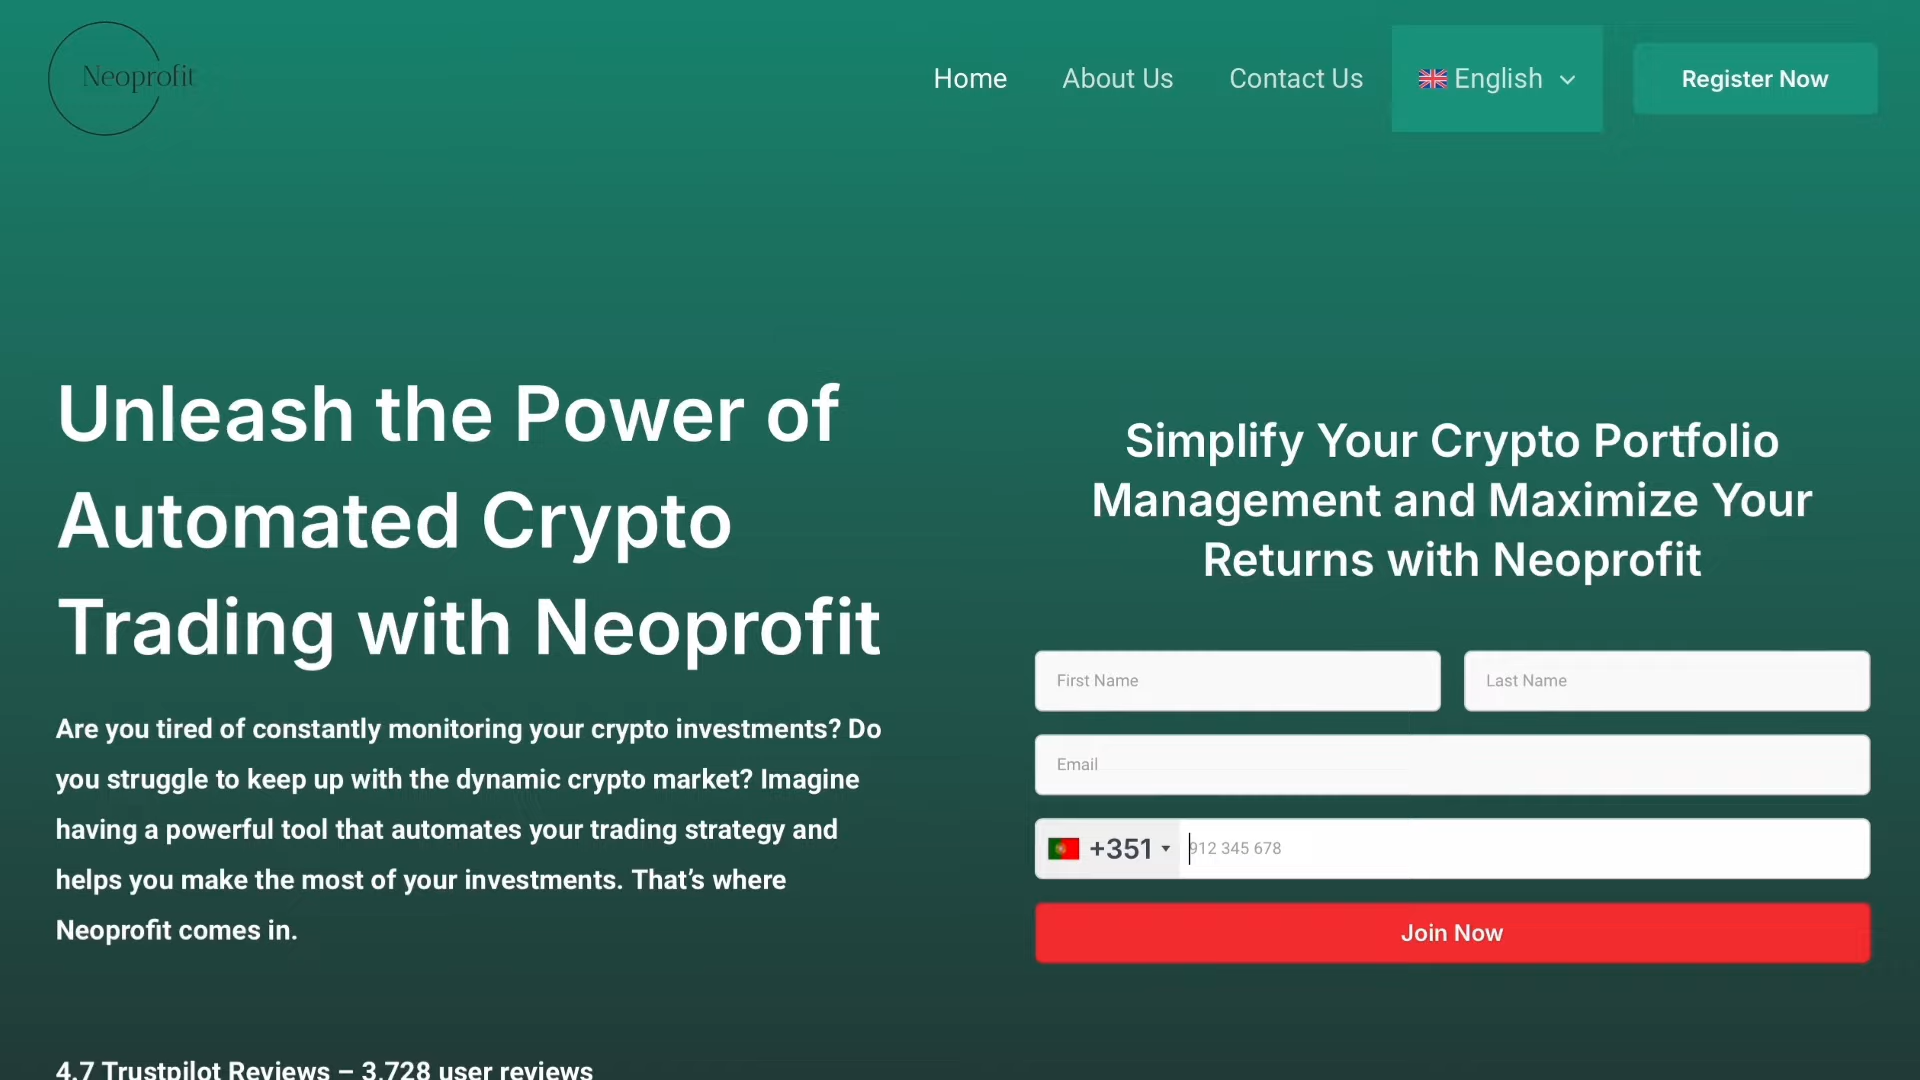 Neoprofit
Home
About Us
Contact Us
English
Register Now
Unleash the Power of
Automated Crypto
Trading with Neoprofit
Are you tired of constantly monitoring your crypto investments? Do
you struggle to keep up with the dynamic crypto market? Imagine
having a powerful tool that automates your trading strategy and
helps you make the most of your investments. That’s where
Neoprofit comes in.
4.7 Trustpilot Reviews – 3,728 user reviews
Simplify Your Crypto Portfolio
Management and Maximize Your
Returns with Neoprofit
First Name
Last Name
Email
+351
912 345 678
Join Now